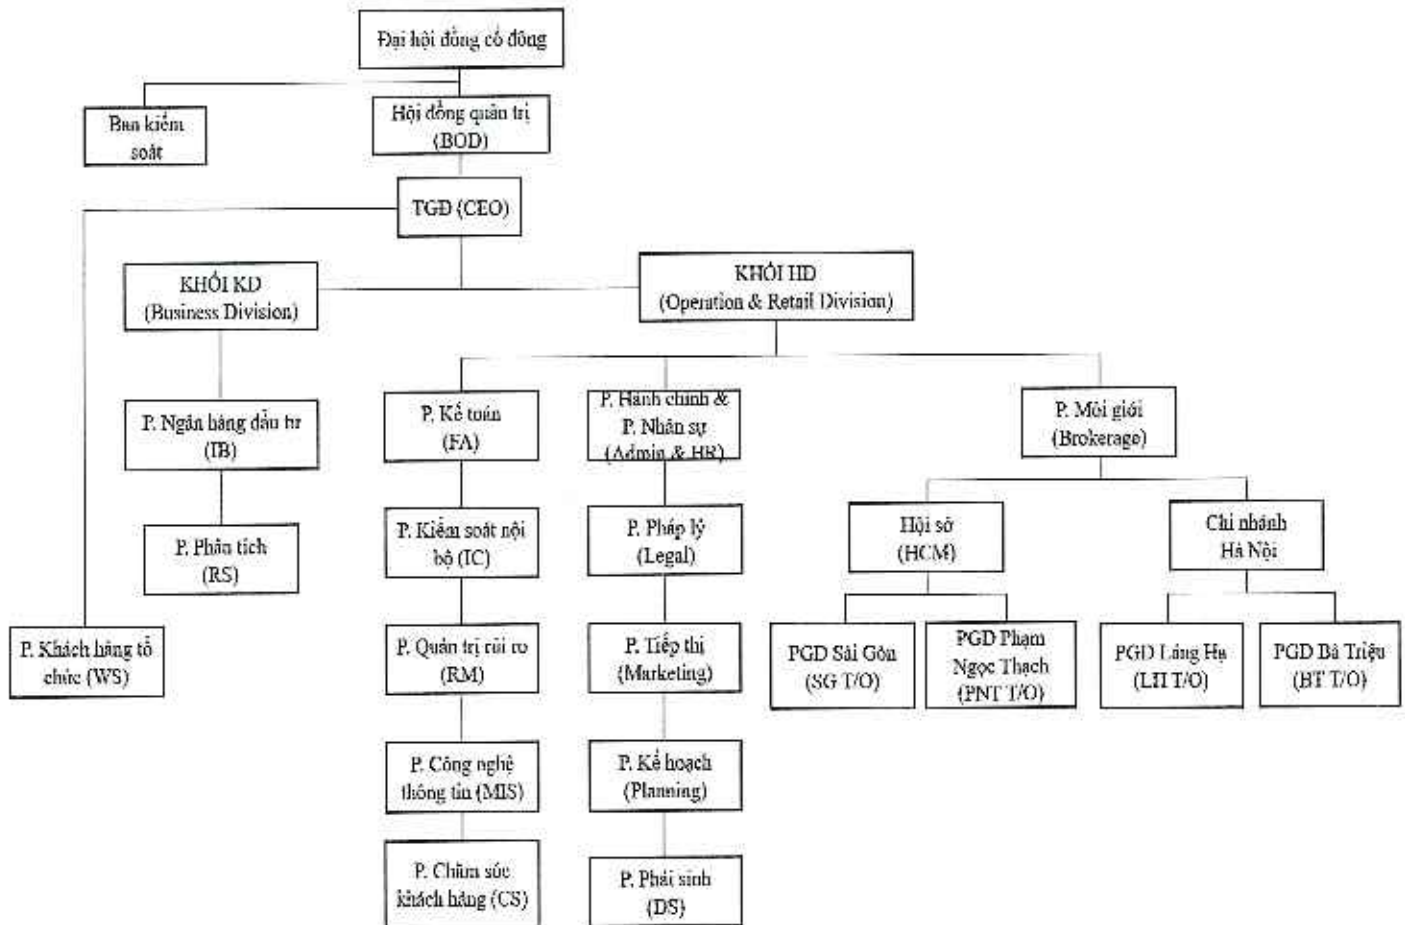 Đại hội đồng cổ đông
Ban kiểm
soát
Hội đồng quản trị
(BOD)
TGĐ (CEO)
KHỐI KD
(Business Division)
KHỐI HĐ
(Operation & Retail Division)
P. Ngân hàng đầu tư
(IB)
P. Kế toán
(FA)
P. Hành chính &
P. Nhân sự
(Admin & HR)
P. Môi giới
(Brokerage)
P. Phân tích
(RS)
P. Kiểm soát nội
bộ (IC)
P. Pháp lý
(Legal)
Hội sở
(HCM)
Chi nhánh
Hà Nội
P. Khách hàng tổ
chức (WS)
P. Quản trị rủi ro
(RM)
P. Tiếp thị
(Marketing)
PGD Sài Gòn
(SG T/O)
PGD Phạm
Ngọc Thạch
(PNT T/O)
PGD Láng Hạ
(LH T/O)
PGD Bà Triệu
(BT T/O)
P. Công nghệ
thông tin (MIS)
P. Kế hoạch
(Planning)
P. Chăm sóc
khách hàng (CS)
P. Phái sinh
(DS)